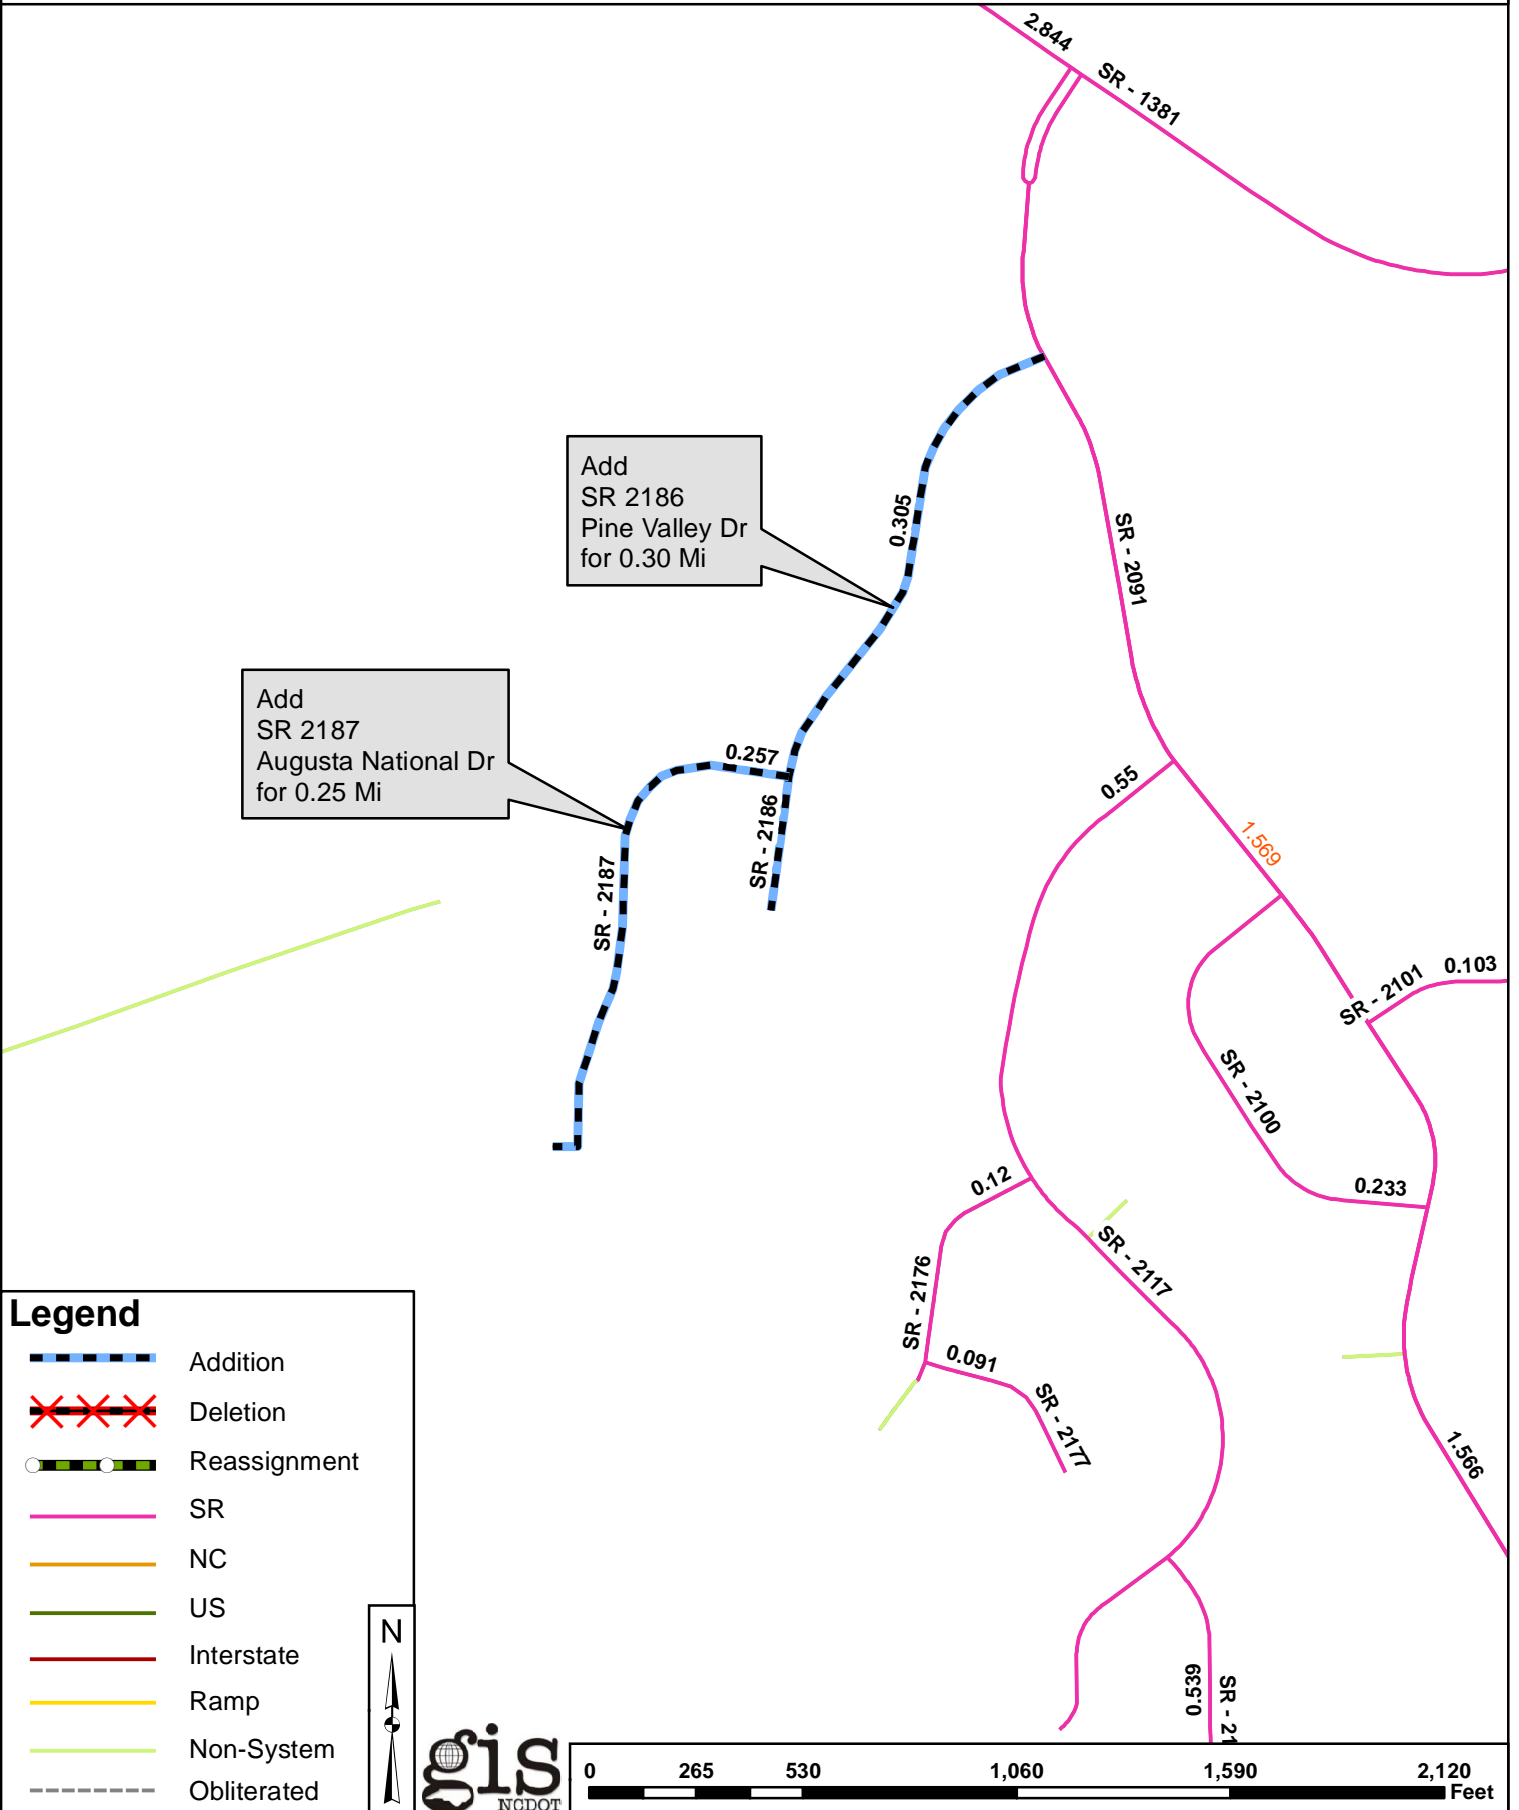 2.844
SR - 1381
Add
SR 2186
Pine Valley Dr
for 0.30 Mi
0.305
SR - 2091
Add
SR 2187
Augusta National Dr
for 0.25 Mi
0.257
SR - 2186
SR - 2187
0.55
1.569
SR - 2101
0.103
SR - 2100
0.233
0.12
SR - 2117
SR - 2176
0.091
SR - 2177
1.566
0.539
SR - 21
Legend
Addition
Deletion
Reassignment
SR
NC
US
Interstate
Ramp
Non-System
Obliterated
N
gis
NCDOT
0 265 530 1,060 1,590 2,120
Feet